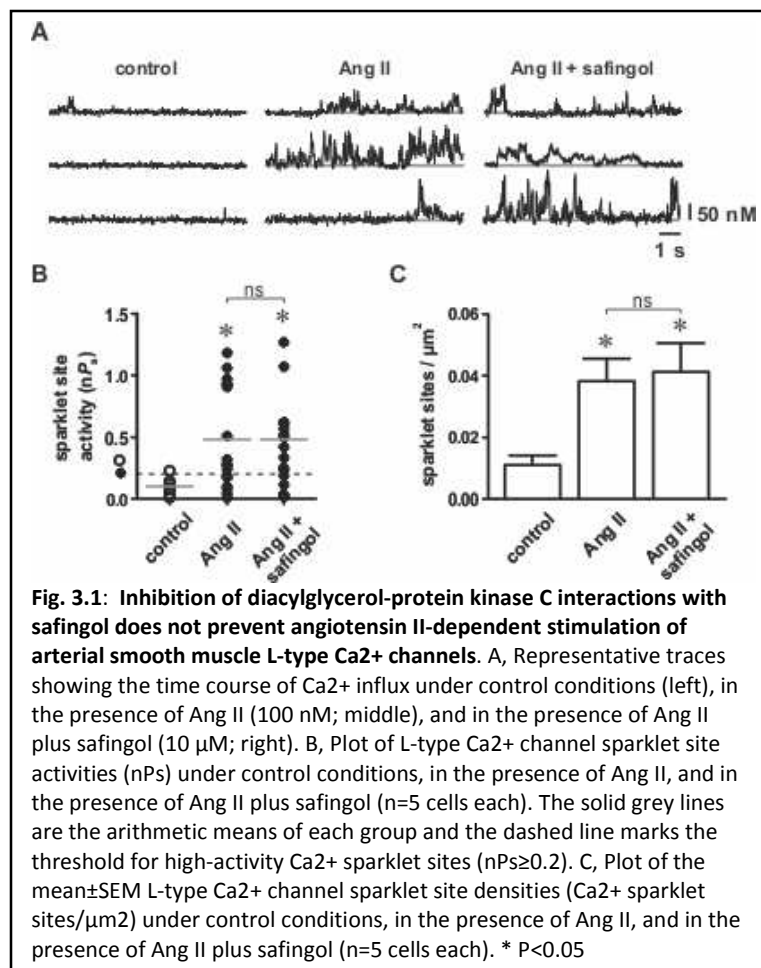 A
control
Ang II
Ang II + safingol
50 nM
1 s
B
ns
sparklet site
activity (nPs)
1.5
1.0
0.5
0.0
*
*
control
Ang II
Ang II +
safingol
C
ns
sparklet sites / µm2
0.06
0.04
0.02
0.00
*
*
control
Ang II
Ang II +
safingol
Fig. 3.1: Inhibition of diacylglycerol-protein kinase C interactions with
safingol does not prevent angiotensin II-dependent stimulation of
arterial smooth muscle L-type Ca2+ channels. A, Representative traces
showing the time course of Ca2+ influx under control conditions (left), in
the presence of Ang II (100 nM; middle), and in the presence of Ang II
plus safingol (10 µM; right). B, Plot of L-type Ca2+ channel sparklet site
activities (nPs) under control conditions, in the presence of Ang II, and in
the presence of Ang II plus safingol (n=5 cells each). The solid grey lines
are the arithmetic means of each group and the dashed line marks the
threshold for high-activity Ca2+ sparklet sites (nPs≥0.2). C, Plot of the
mean±SEM L-type Ca2+ channel sparklet site densities (Ca2+ sparklet
sites/µm2) under control conditions, in the presence of Ang II, and in the
presence of Ang II plus safingol (n=5 cells each). * P<0.05